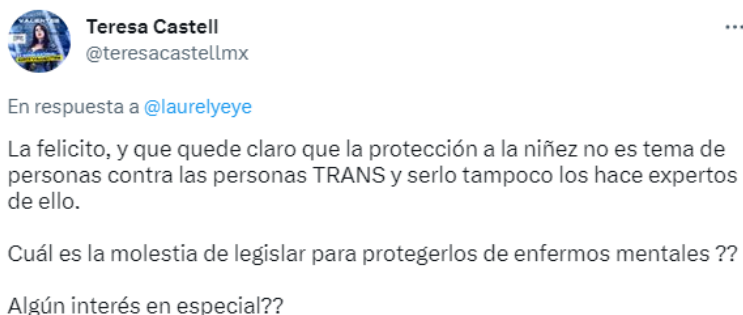 Teresa Castell
@teresacastellmx
En respuesta a @laurelyeye
La felicito, y que quede claro que la protección a la niñez no es tema de
personas contra las personas TRANS y serlo tampoco los hace expertos
de ello.
Cuál es la molestia de legislar para protegerlos de enfermos mentales ??
Algún interés en especial??